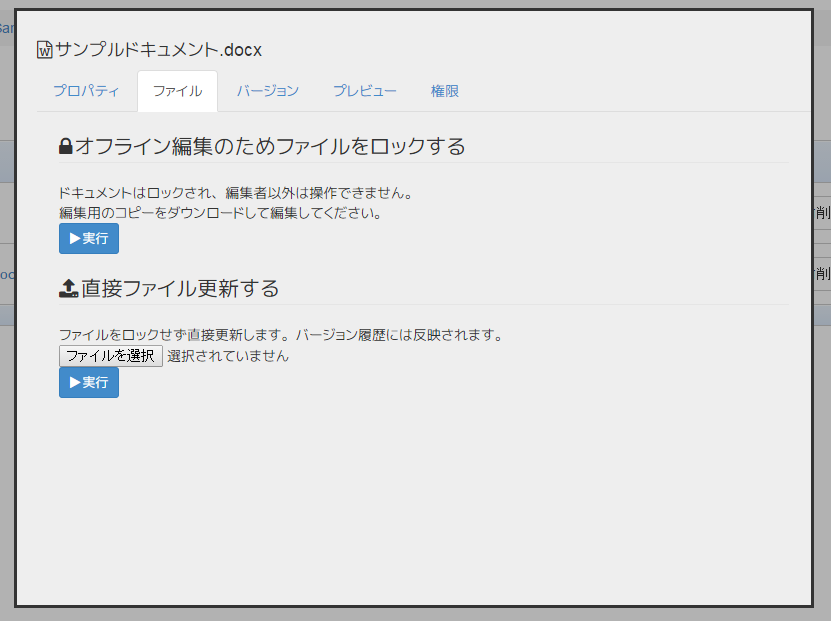 サンプルドキュメント.docx
プロパティ ファイル バージョン プレビュー 権限
オフライン編集のためファイルをロックする
ドキュメントはロックされ、編集者以外は操作できません。
編集用のコピーをダウンロードして編集してください。
実行
直接ファイル更新する
ファイルをロックせず直接更新します。バージョン履歴には反映されます。
ファイルを選択 選択されていません
実行
削
削